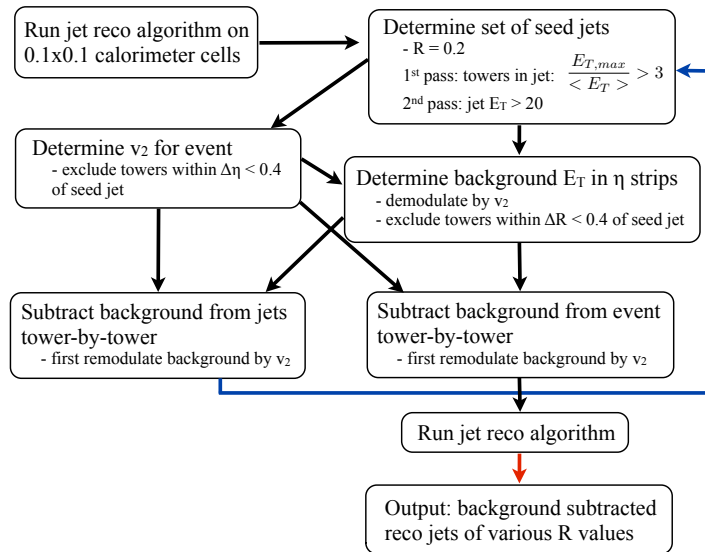 Run jet reco algorithm on
0.1x0.1 calorimeter cells
Determine set of seed jets
- R = 0.2
1st pass: towers in jet: E_{T,max} / < E_T > > 3
2nd pass: jet E_T > 20
Determine v₂ for event
- exclude towers within Δη < 0.4
of seed jet
Determine background E_T in η strips
- demodulate by v₂
- exclude towers within ΔR < 0.4 of seed jet
Subtract background from jets
tower-by-tower
- first remodulate background by v₂
Subtract background from event
tower-by-tower
- first remodulate background by v₂
Run jet reco algorithm
Output: background subtracted
reco jets of various R values